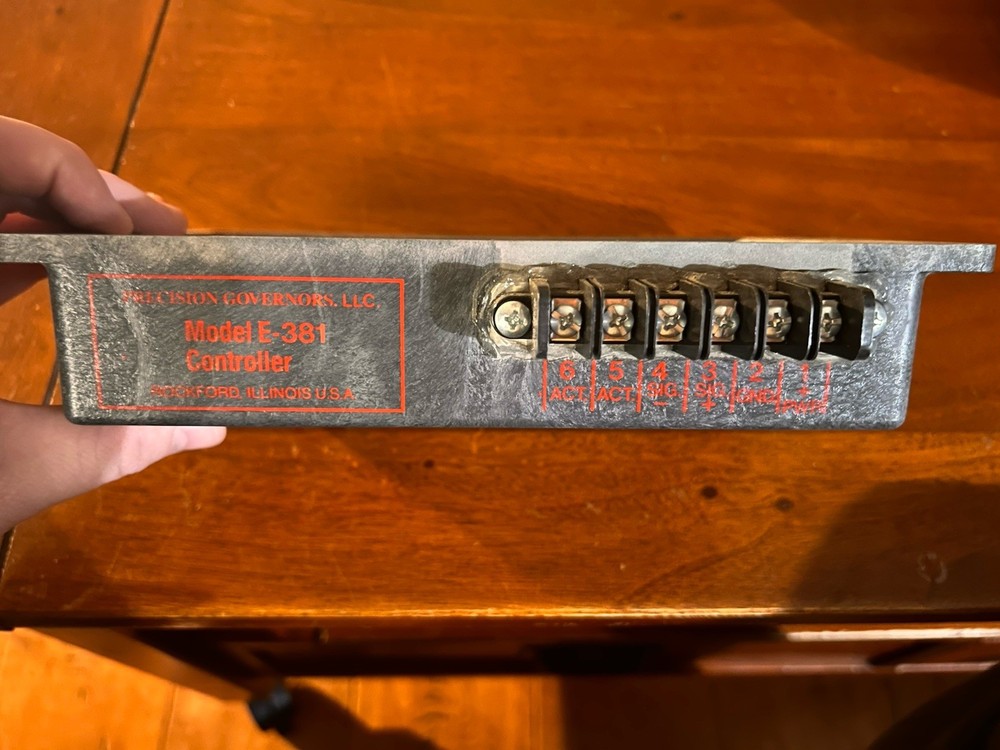 PRECISION GOVERNORS, LLC.
Model E-381
Controller
ROCKFORD, ILLINOIS U.S.A.
6 5 4 3 2 1
ACT. ACT. SIG SIG GND +
- + PWR